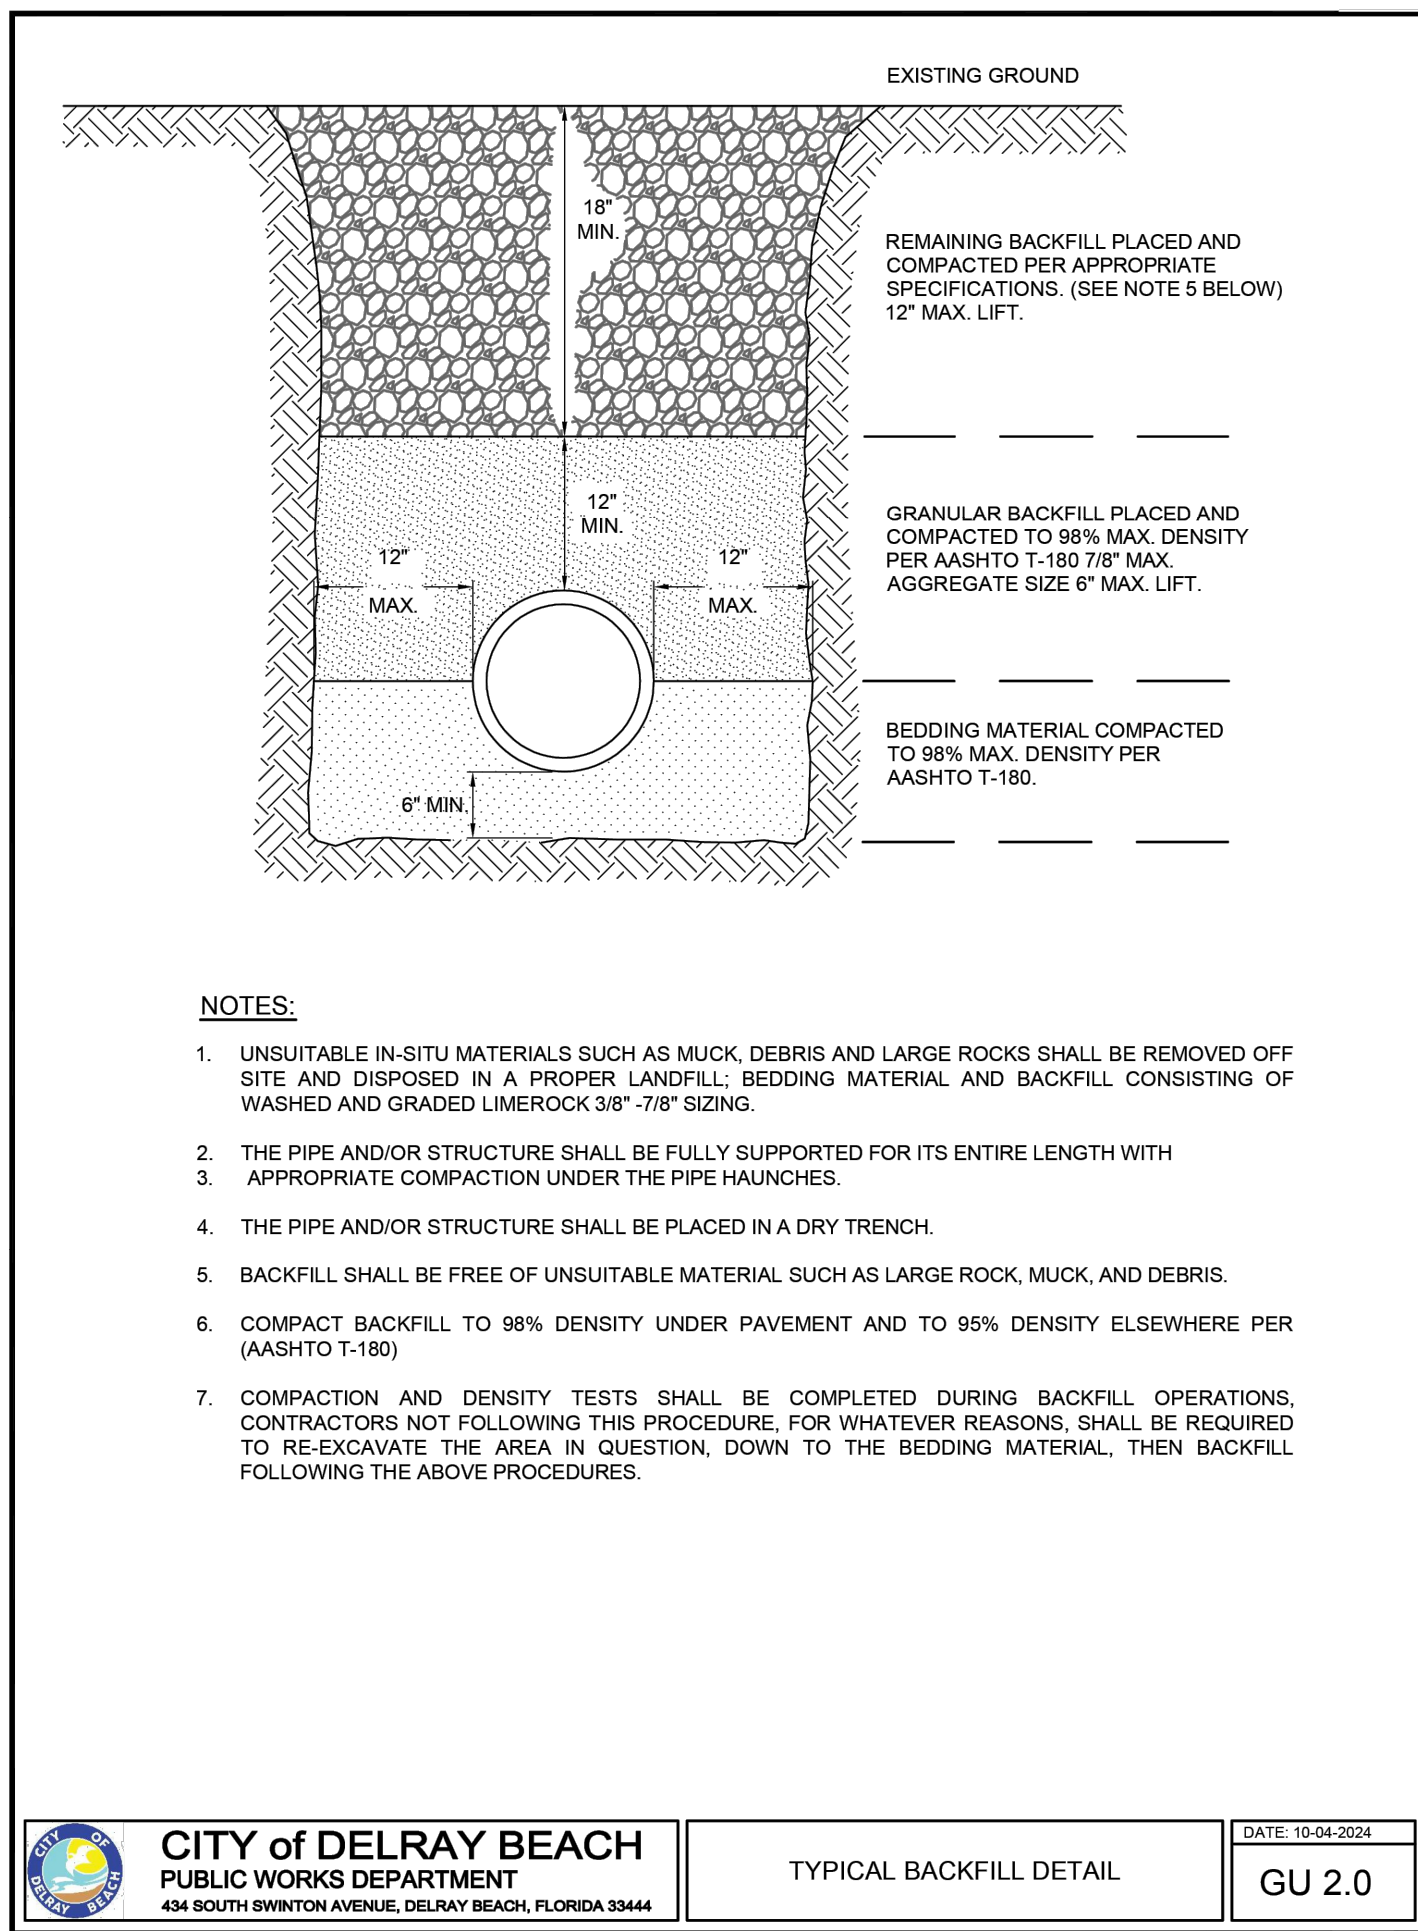 EXISTING GROUND
18"
MIN.
REMAINING BACKFILL PLACED AND
COMPACTED PER APPROPRIATE
SPECIFICATIONS. (SEE NOTE 5 BELOW)
12" MAX. LIFT.
12"
MIN.
12"
MAX.
12"
MAX.
GRANULAR BACKFILL PLACED AND
COMPACTED TO 98% MAX. DENSITY
PER AASHTO T-180 7/8" MAX.
AGGREGATE SIZE 6" MAX. LIFT.
BEDDING MATERIAL COMPACTED
TO 98% MAX. DENSITY PER
AASHTO T-180.
6" MIN.
NOTES:
1. UNSUITABLE IN-SITU MATERIALS SUCH AS MUCK, DEBRIS AND LARGE ROCKS SHALL BE REMOVED OFF
SITE AND DISPOSED IN A PROPER LANDFILL; BEDDING MATERIAL AND BACKFILL CONSISTING OF
WASHED AND GRADED LIMEROCK 3/8" -7/8" SIZING.
2. THE PIPE AND/OR STRUCTURE SHALL BE FULLY SUPPORTED FOR ITS ENTIRE LENGTH WITH
3. APPROPRIATE COMPACTION UNDER THE PIPE HAUNCHES.
4. THE PIPE AND/OR STRUCTURE SHALL BE PLACED IN A DRY TRENCH.
5. BACKFILL SHALL BE FREE OF UNSUITABLE MATERIAL SUCH AS LARGE ROCK, MUCK, AND DEBRIS.
6. COMPACT BACKFILL TO 98% DENSITY UNDER PAVEMENT AND TO 95% DENSITY ELSEWHERE PER
(AASHTO T-180)
7. COMPACTION AND DENSITY TESTS SHALL BE COMPLETED DURING BACKFILL OPERATIONS,
CONTRACTORS NOT FOLLOWING THIS PROCEDURE, FOR WHATEVER REASONS, SHALL BE REQUIRED
TO RE-EXCAVATE THE AREA IN QUESTION, DOWN TO THE BEDDING MATERIAL, THEN BACKFILL
FOLLOWING THE ABOVE PROCEDURES.
CITY OF
DELRAY BEACH
CITY of DELRAY BEACH
PUBLIC WORKS DEPARTMENT
434 SOUTH SWINTON AVENUE, DELRAY BEACH, FLORIDA 33444
TYPICAL BACKFILL DETAIL
DATE: 10-04-2024
GU 2.0